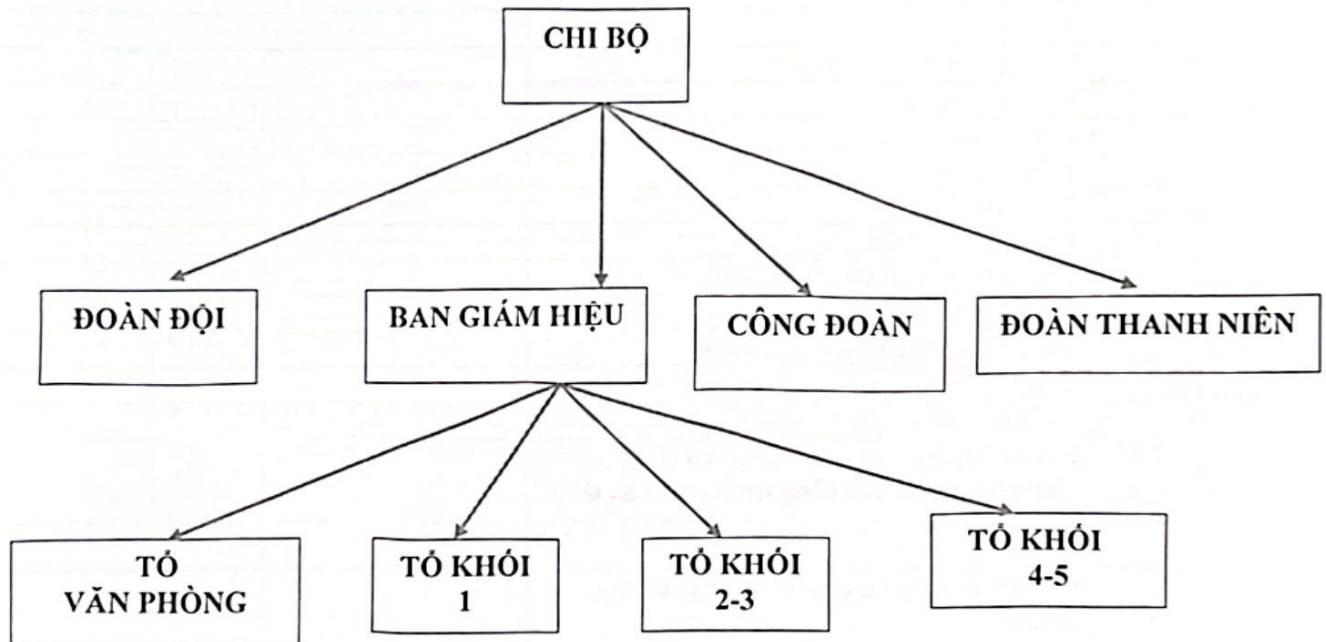 CHI BỘ
ĐOÀN ĐỘI
BAN GIÁM HIỆU
CÔNG ĐOÀN
ĐOÀN THANH NIÊN
TỔ
VĂN PHÒNG
TỔ KHỐI
1
TỔ KHỐI
2-3
TỔ KHỐI
4-5